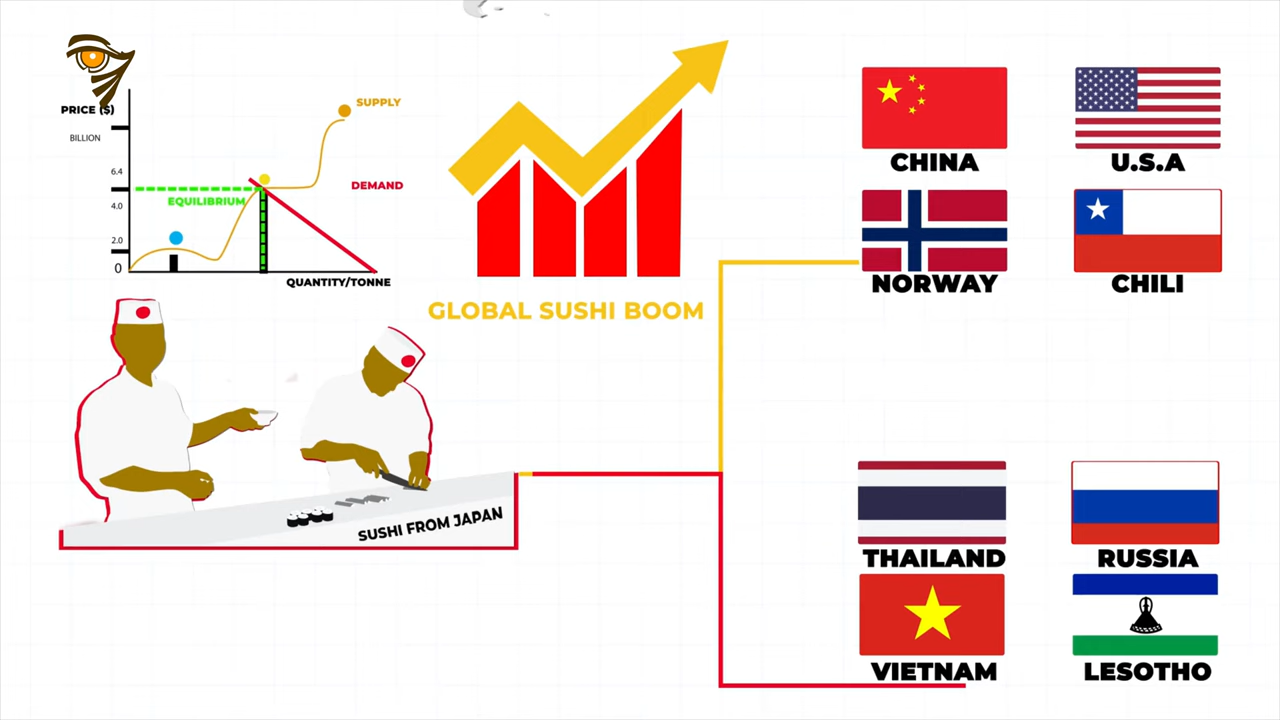 PRICE ($)
BILLION
6.4
4.0
2.0
0
SUPPLY
DEMAND
EQUILIBRIUM
QUANTITY/TONNE
GLOBAL SUSHI BOOM
SUSHI FROM JAPAN
CHINA
U.S.A
NORWAY
CHILI
THAILAND
RUSSIA
VIETNAM
LESOTHO